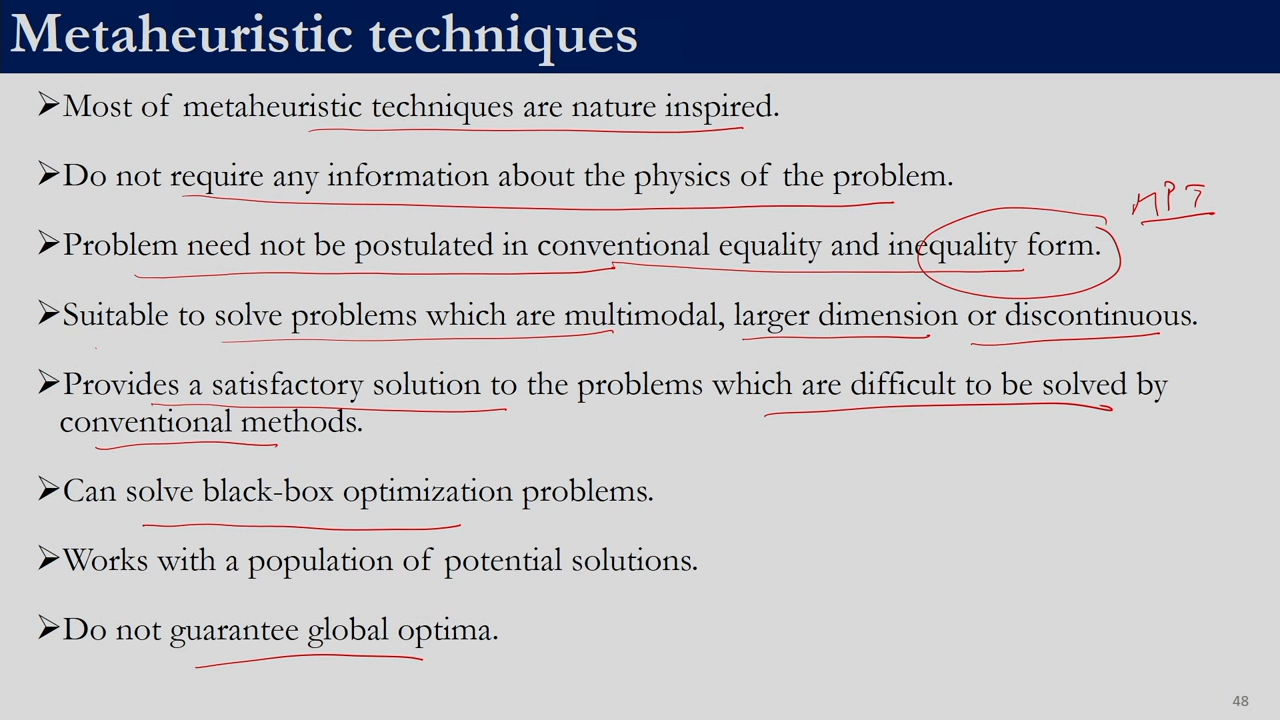 Metaheuristic techniques
➢Most of metaheuristic techniques are nature inspired.
➢Do not require any information about the physics of the problem.
MPT
➢Problem need not be postulated in conventional equality and inequality form.
➢Suitable to solve problems which are multimodal, larger dimension or discontinuous.
➢Provides a satisfactory solution to the problems which are difficult to be solved by
conventional methods.
➢Can solve black-box optimization problems.
➢Works with a population of potential solutions.
➢Do not guarantee global optima.
48